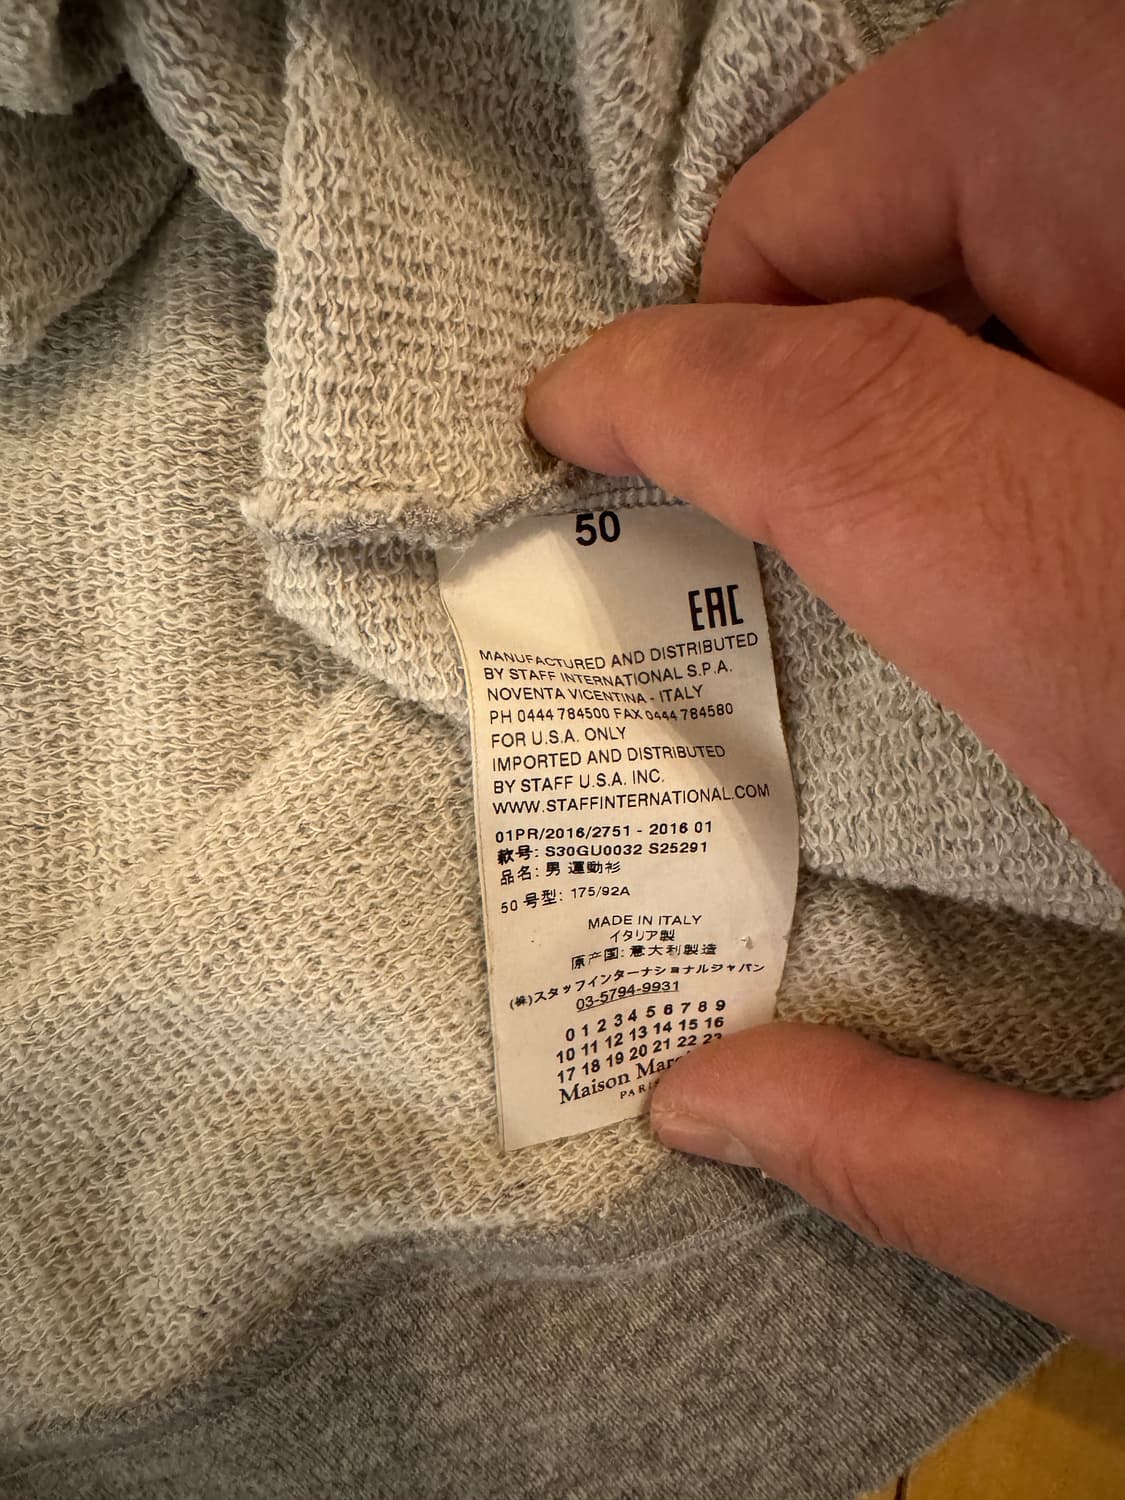 50
EAC
MANUFACTURED AND DISTRIBUTED
BY STAFF INTERNATIONAL S.P.A.
NOVENTA VICENTINA - ITALY
PH 0444 784500 FAX 0444 784580
FOR U.S.A. ONLY
IMPORTED AND DISTRIBUTED
BY STAFF U.S.A. INC.
WWW.STAFFINTERNATIONAL.COM
01PR/2016/2751 - 2016 01
款号: S30GU0032 S25291
品名: 男 運動衫
50 号型: 175/92A
MADE IN ITALY
イタリア製
原产国: 意大利製造
(株)スタッフインターナショナルジャパン
03-5794-9931
0 1 2 3 4 5 6 7 8 9
10 11 12 13 14 15 16
17 18 19 20 21 22 23
Maison